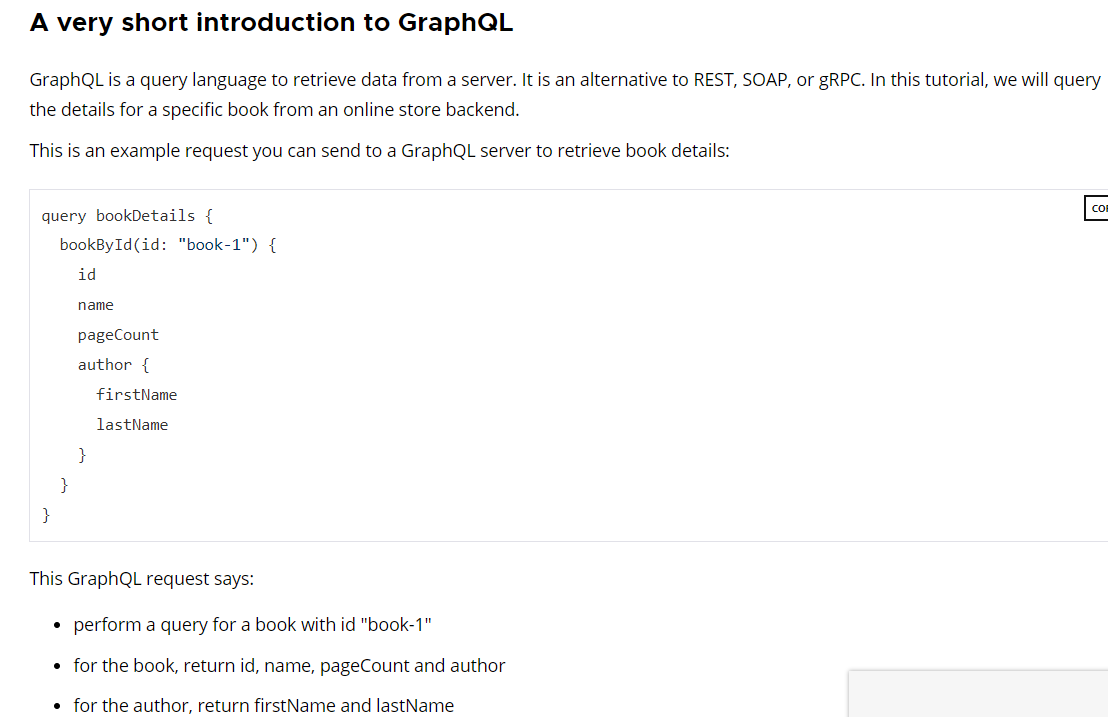 A very short introduction to GraphQL
GraphQL is a query language to retrieve data from a server. It is an alternative to REST, SOAP, or gRPC. In this tutorial, we will query
the details for a specific book from an online store backend.
This is an example request you can send to a GraphQL server to retrieve book details:
query bookDetails {
  bookById(id: "book-1") {
    id
    name
    pageCount
    author {
      firstName
      lastName
    }
  }
}
This GraphQL request says:
• perform a query for a book with id "book-1"
• for the book, return id, name, pageCount and author
• for the author, return firstName and lastName